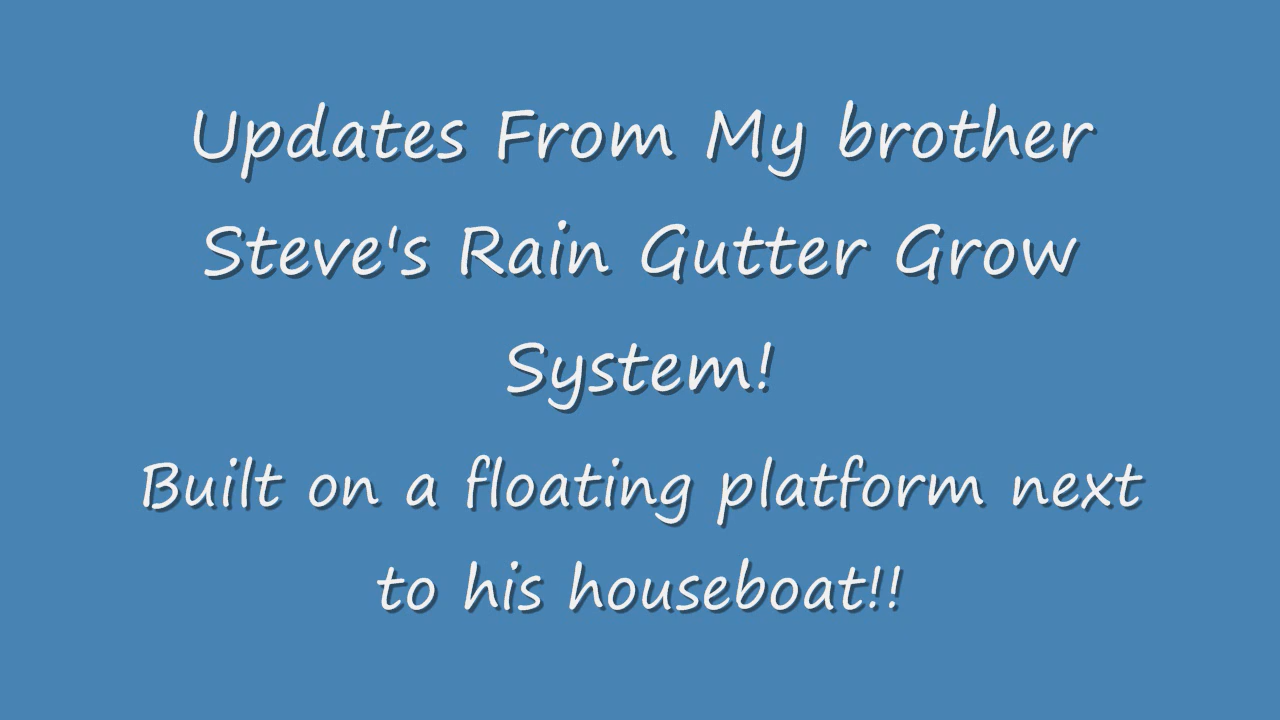 Updates From My brother
Steve's Rain Gutter Grow
System!
Built on a floating platform next
to his houseboat!!